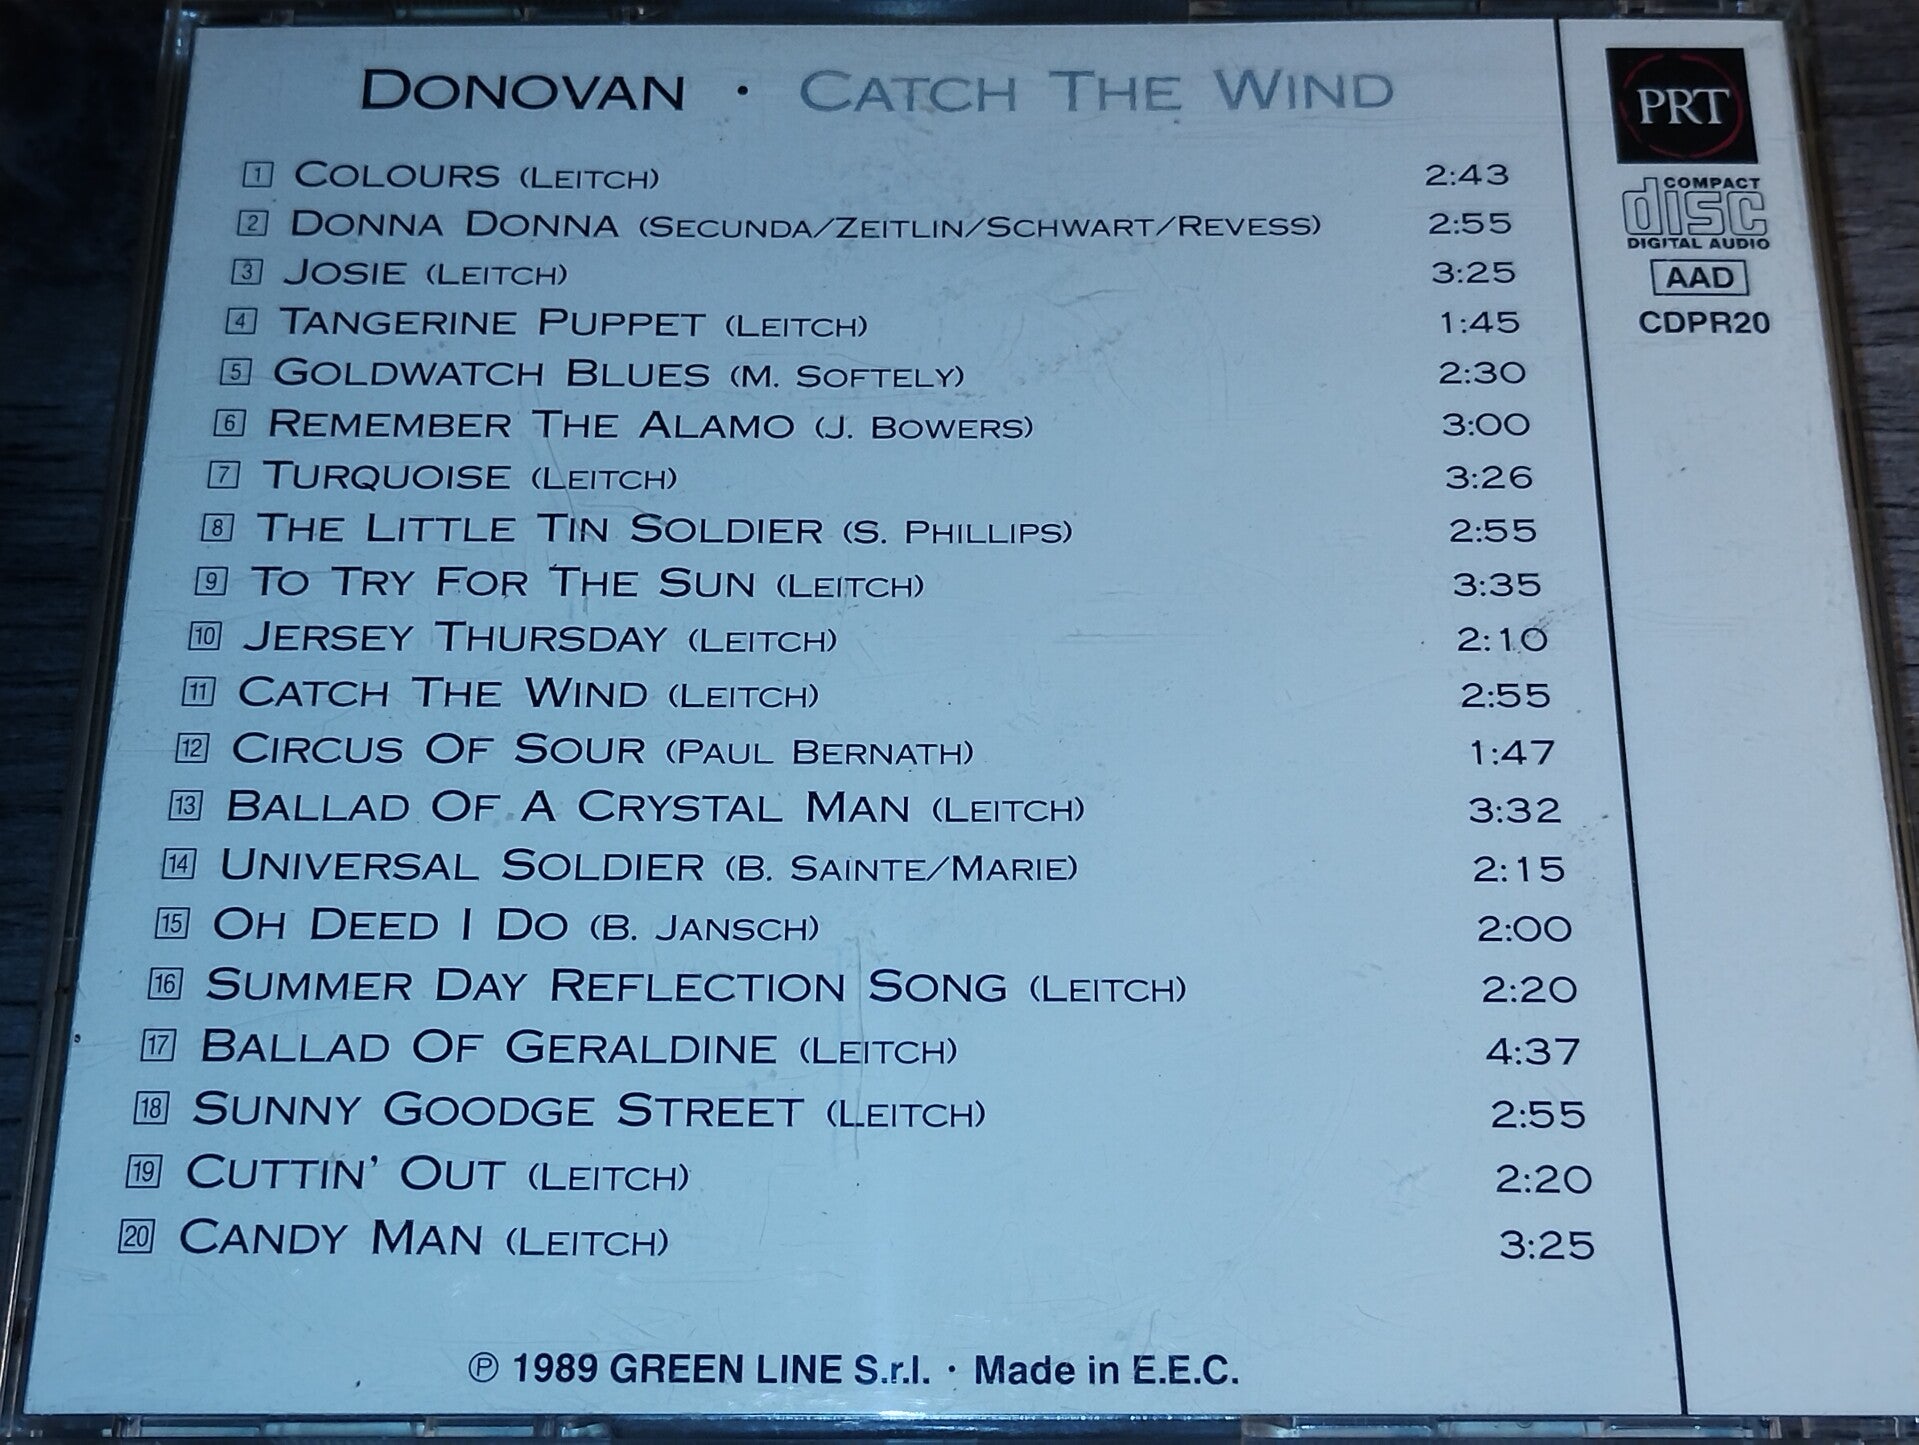 DONOVAN · CATCH THE WIND
1 COLOURS (LEITCH) 2:43
2 DONNA DONNA (SECUNDA/ZEITLIN/SCHWART/REVESS) 2:55
3 JOSIE (LEITCH) 3:25
4 TANGERINE PUPPET (LEITCH) 1:45
5 GOLDWATCH BLUES (M. SOFTELY) 2:30
6 REMEMBER THE ALAMO (J. BOWERS) 3:00
7 TURQUOISE (LEITCH) 3:26
8 THE LITTLE TIN SOLDIER (S. PHILLIPS) 2:55
9 TO TRY FOR THE SUN (LEITCH) 3:35
10 JERSEY THURSDAY (LEITCH) 2:10
11 CATCH THE WIND (LEITCH) 2:55
12 CIRCUS OF SOUR (PAUL BERNATH) 1:47
13 BALLAD OF A CRYSTAL MAN (LEITCH) 3:32
14 UNIVERSAL SOLDIER (B. SAINTE/MARIE) 2:15
15 OH DEED I DO (B. JANSCH) 2:00
16 SUMMER DAY REFLECTION SONG (LEITCH) 2:20
17 BALLAD OF GERALDINE (LEITCH) 4:37
18 SUNNY GOODGE STREET (LEITCH) 2:55
19 CUTTIN' OUT (LEITCH) 2:20
20 CANDY MAN (LEITCH) 3:25
℗ 1989 GREEN LINE S.r.l. · Made in E.E.C.
PRT
COMPACT
disc
DIGITAL AUDIO
AAD
CDPR20